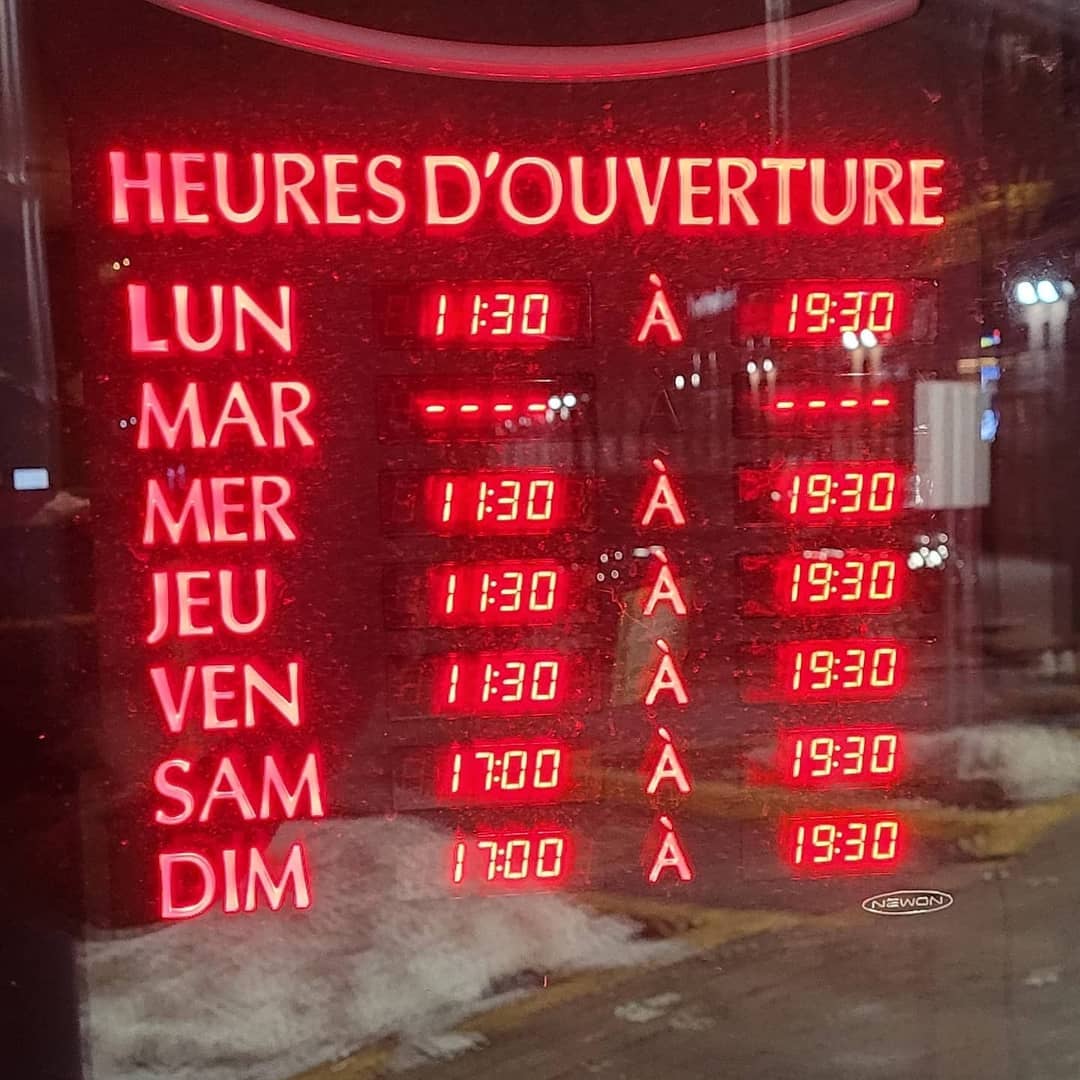 HEURES D'OUVERTURE
LUN 11:30 À 19:30
MAR ---- ----
MER 11:30 À 19:30
JEU 11:30 À 19:30
VEN 11:30 À 19:30
SAM 17:00 À 19:30
DIM 17:00 À 19:30
NEWON